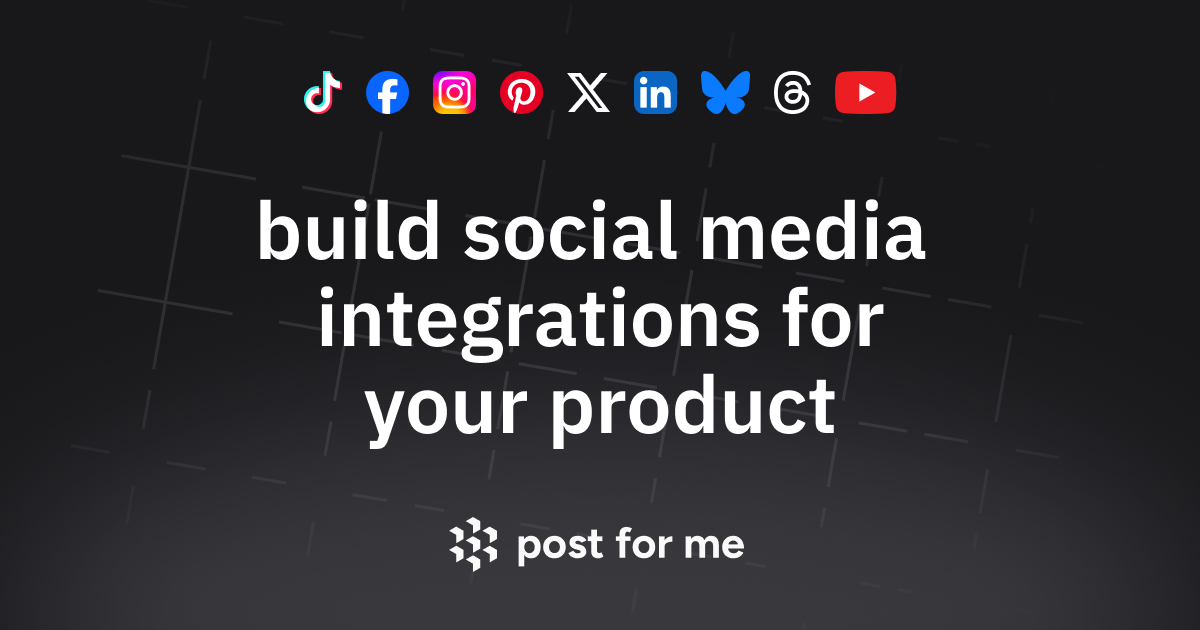 build social media
integrations for
your product
post for me